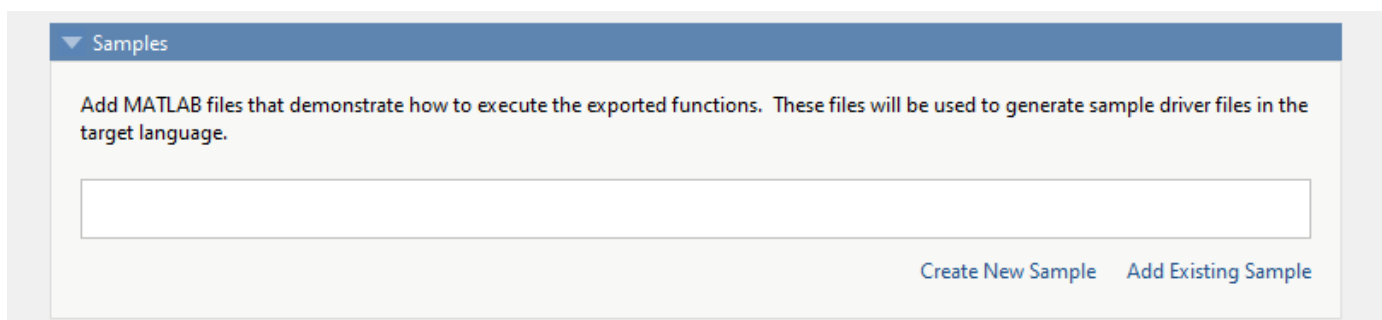 Samples
Add MATLAB files that demonstrate how to execute the exported functions.  These files will be used to generate sample driver files in the
target language.
Create New Sample Add Existing Sample